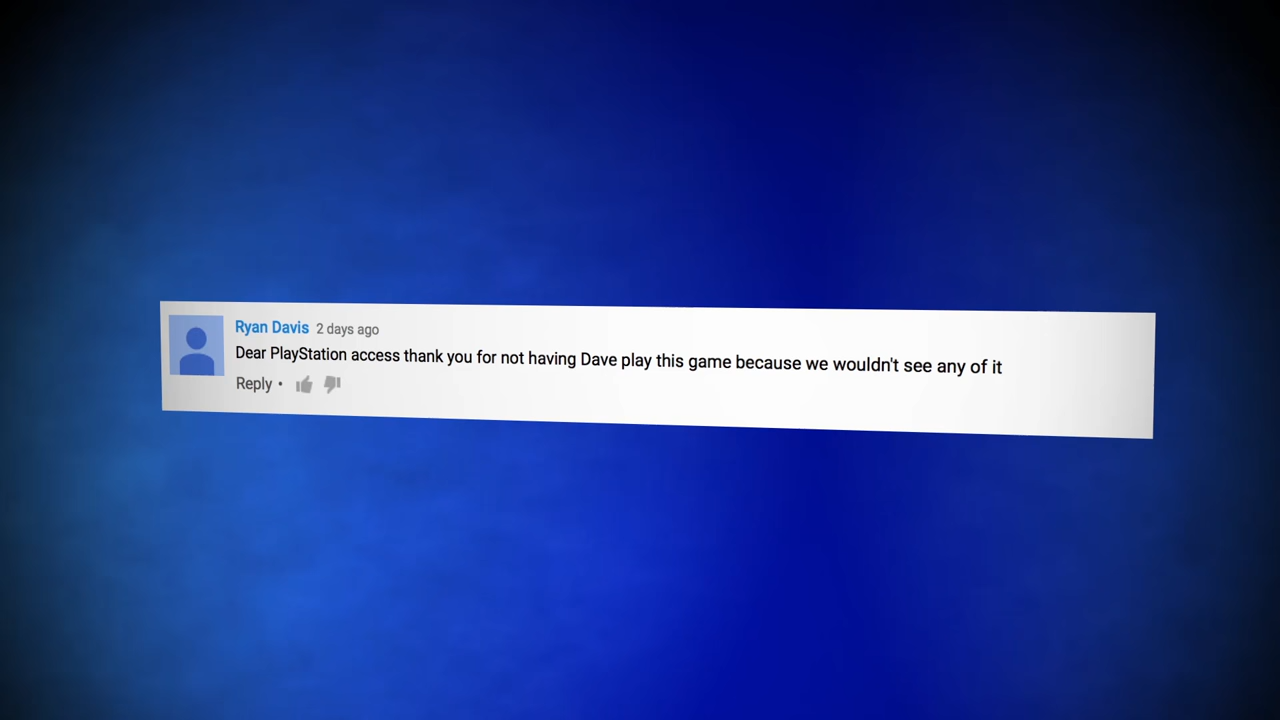 Ryan Davis 2 days ago
Dear PlayStation access thank you for not having Dave play this game because we wouldn't see any of it
Reply •